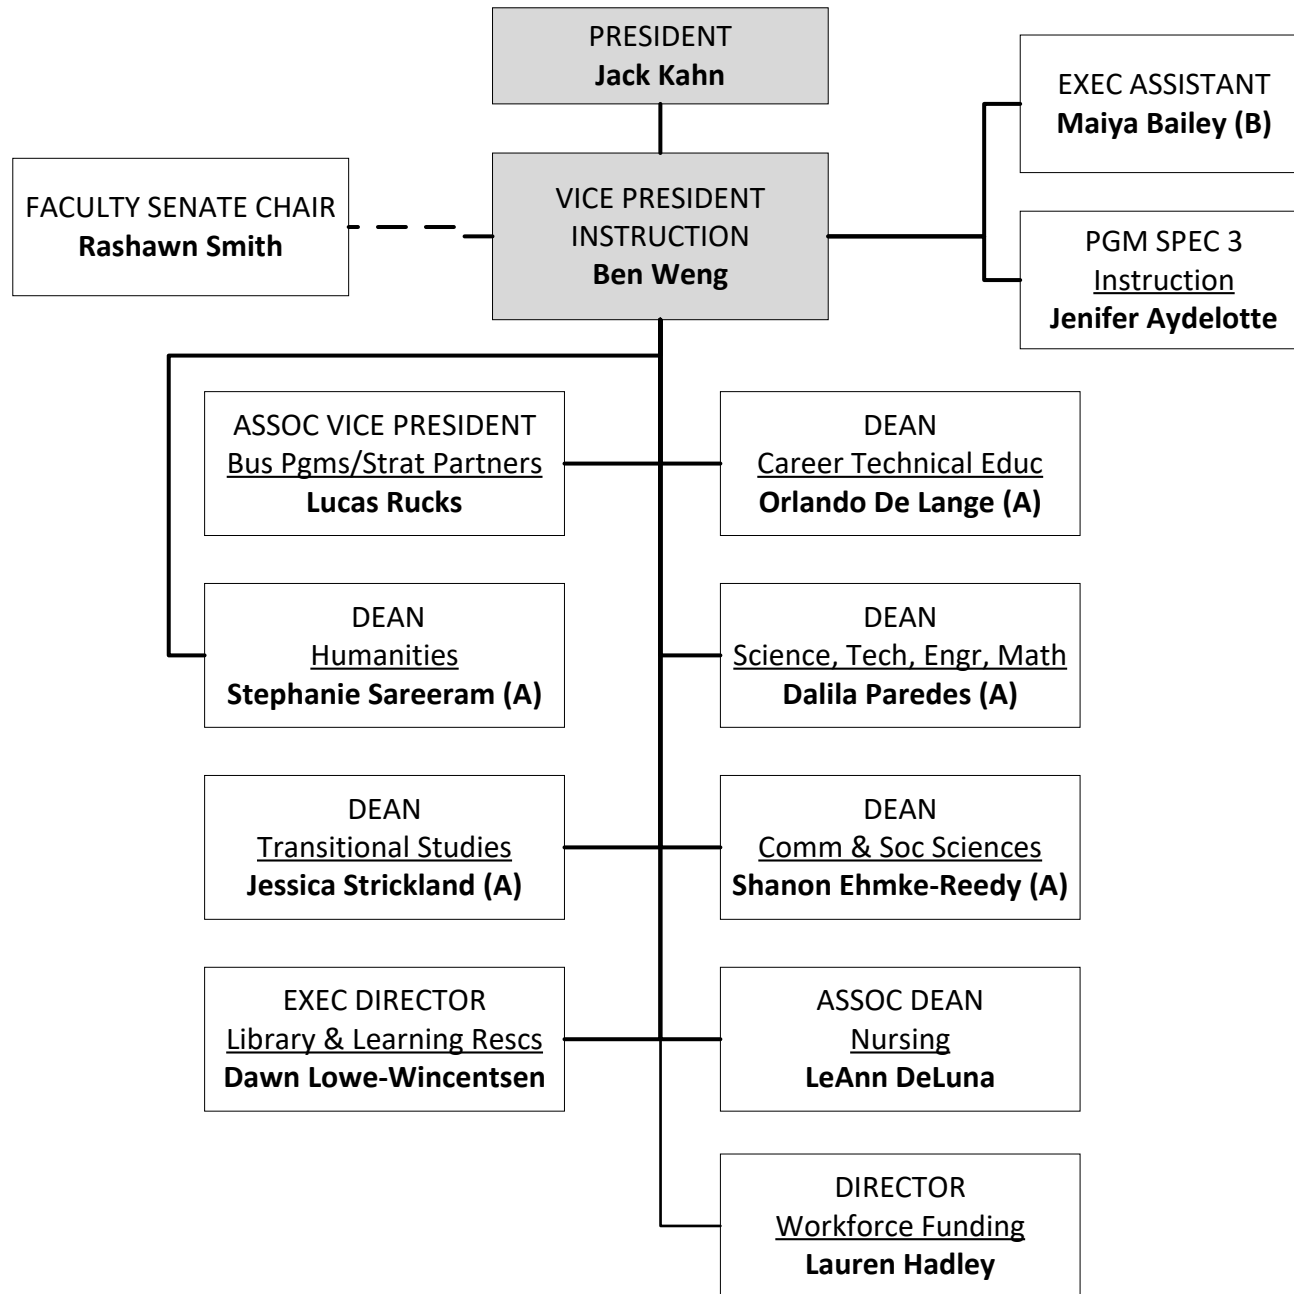 PRESIDENT
Jack Kahn
EXEC ASSISTANT
Maiya Bailey (B)
FACULTY SENATE CHAIR
Rashawn Smith
VICE PRESIDENT
INSTRUCTION
Ben Weng
PGM SPEC 3
Instruction
Jenifer Aydelotte
ASSOC VICE PRESIDENT
Bus Pgms/Strat Partners
Lucas Rucks
DEAN
Career Technical Educ
Orlando De Lange (A)
DEAN
Humanities
Stephanie Sareeram (A)
DEAN
Science, Tech, Engr, Math
Dalila Paredes (A)
DEAN
Transitional Studies
Jessica Strickland (A)
DEAN
Comm & Soc Sciences
Shanon Ehmke-Reedy (A)
EXEC DIRECTOR
Library & Learning Rescs
Dawn Lowe-Wincentsen
ASSOC DEAN
Nursing
LeAnn DeLuna
DIRECTOR
Workforce Funding
Lauren Hadley